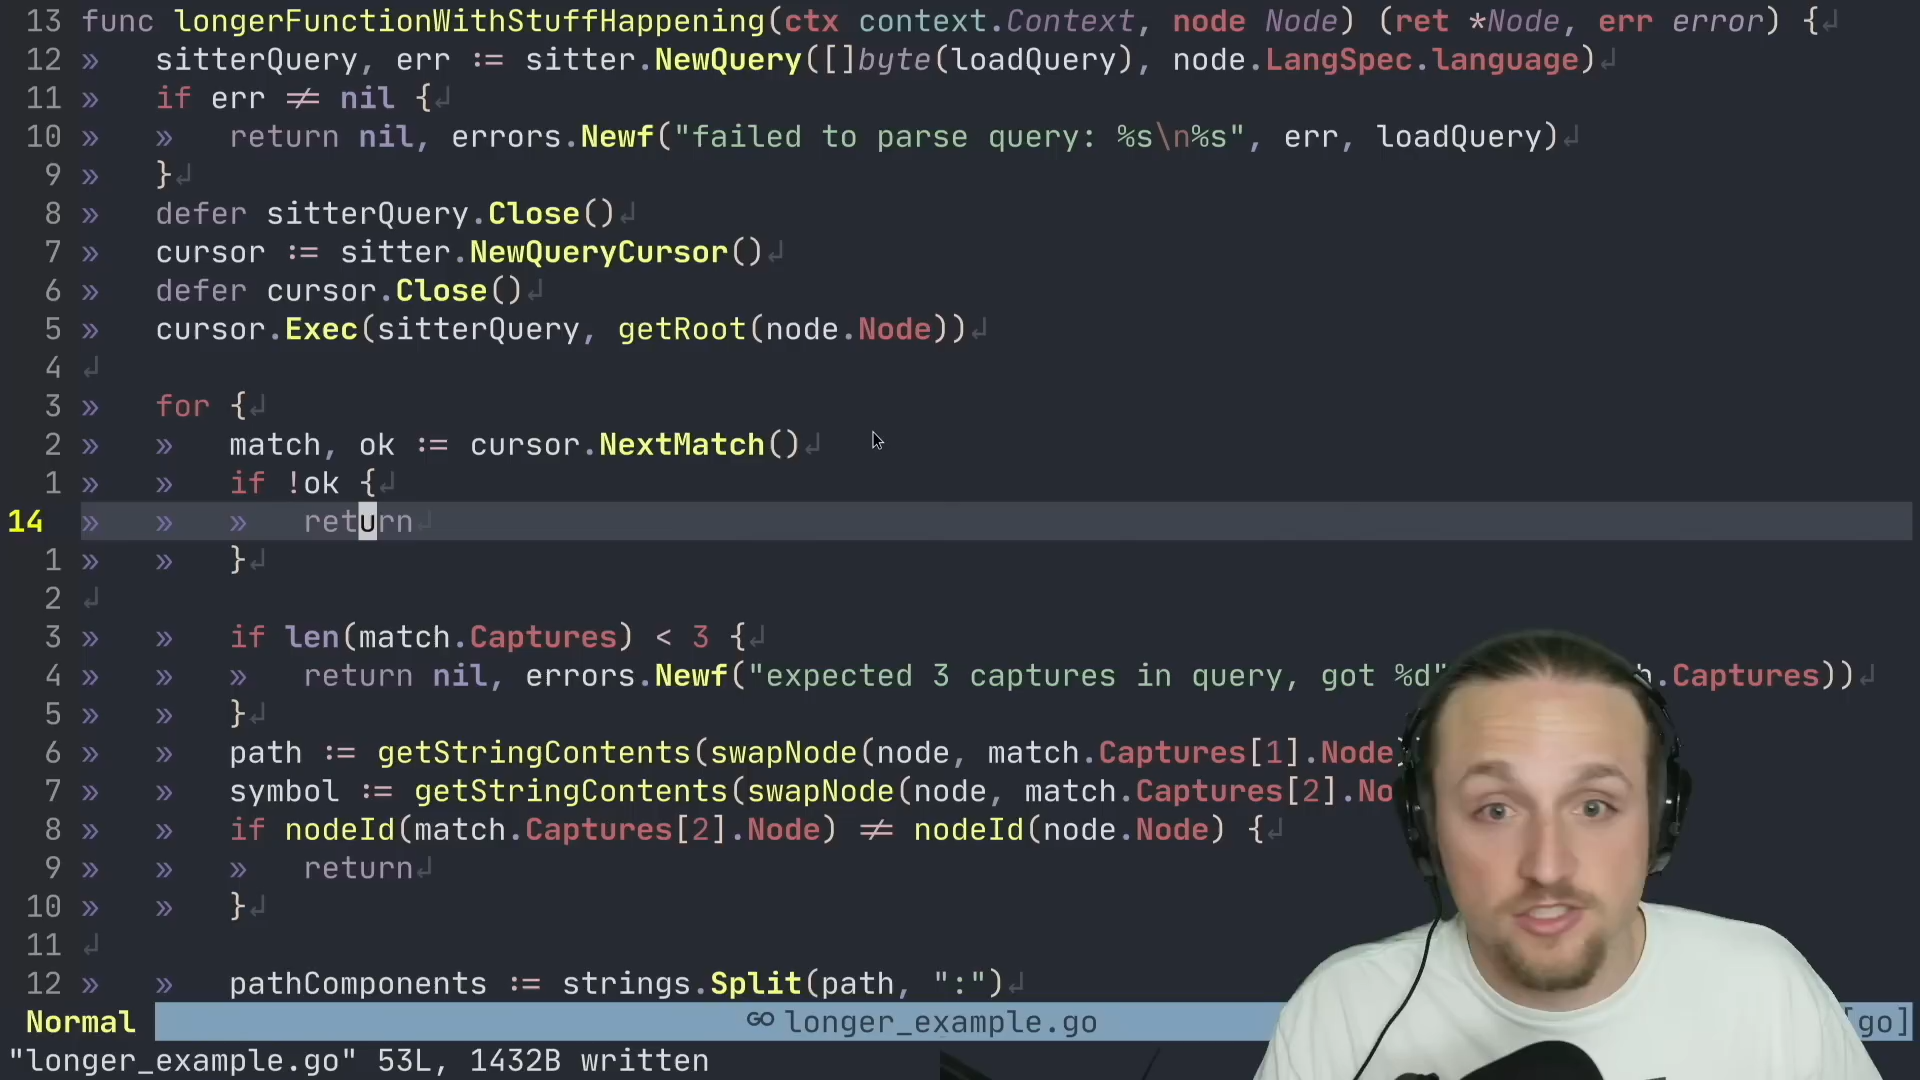 13 func longerFunctionWithStuffHappening(ctx context.Context, node Node) (ret *Node, err error) {
12 » sitterQuery, err := sitter.NewQuery([]byte(loadQuery), node.LangSpec.language)
11 » if err ≠ nil {
10 » » return nil, errors.Newf("failed to parse query: %s\n%s", err, loadQuery)
9 » }
8 » defer sitterQuery.Close()
7 » cursor := sitter.NewQueryCursor()
6 » defer cursor.Close()
5 » cursor.Exec(sitterQuery, getRoot(node.Node))
4
3 » for {
2 » » match, ok := cursor.NextMatch()
1 » » if !ok {
14 » » » return
1 » » }
2
3 » » if len(match.Captures) < 3 {
4 » » » return nil, errors.Newf("expected 3 captures in query, got %d" .Captures))
5 » » }
6 » » path := getStringContents(swapNode(node, match.Captures[1].Node)
7 » » symbol := getStringContents(swapNode(node, match.Captures[2].No
8 » » if nodeId(match.Captures[2].Node) ≠ nodeId(node.Node) {
9 » » » return
10 » » }
11
12 » » pathComponents := strings.Split(path, ":")
Normal longer_example.go [go]
"longer_example.go" 53L, 1432B written